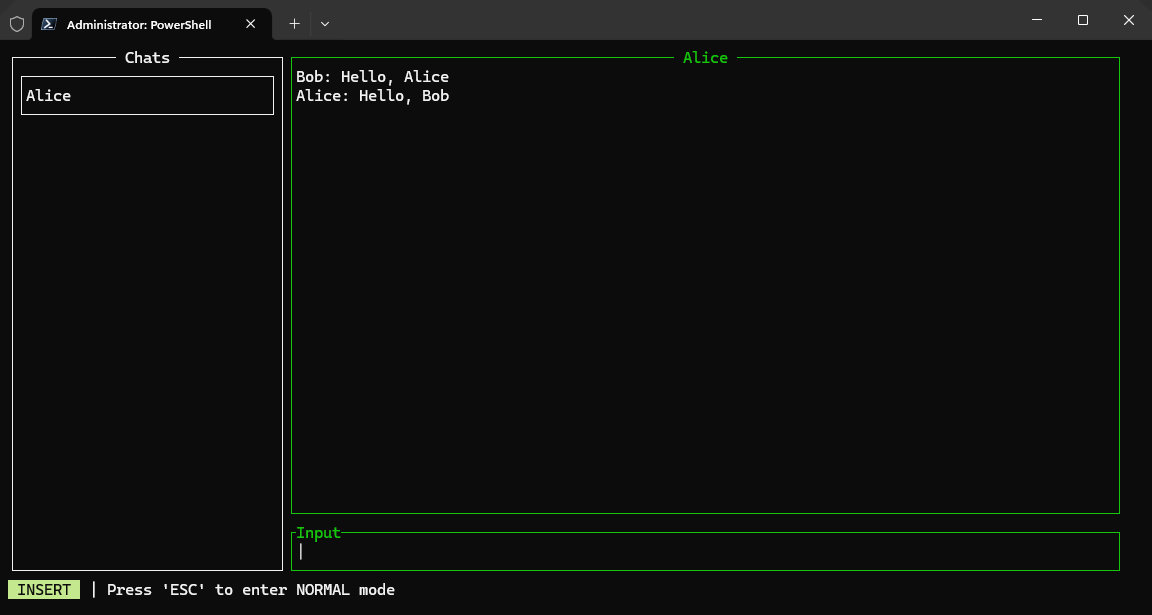 Administrator: PowerShell
Chats
Alice
Alice
Bob: Hello, Alice
Alice: Hello, Bob
Input
INSERT | Press 'ESC' to enter NORMAL mode